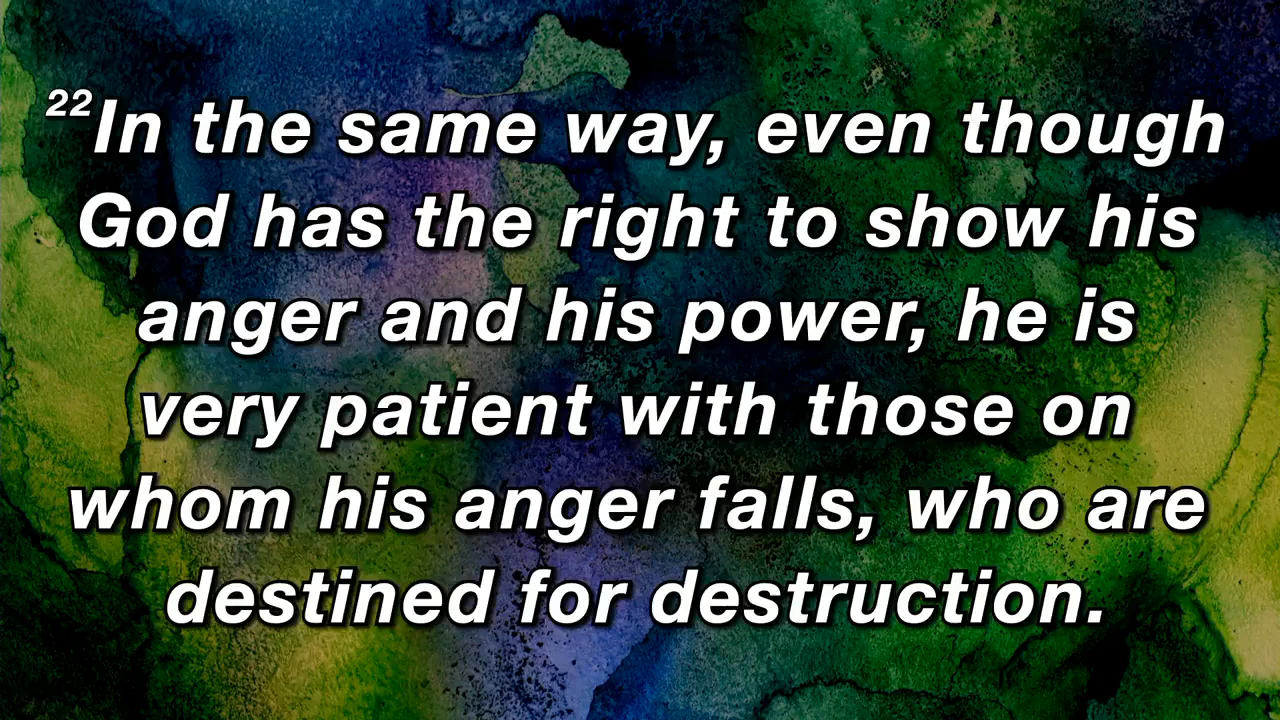 ²²In the same way, even though
God has the right to show his
anger and his power, he is
very patient with those on
whom his anger falls, who are
destined for destruction.